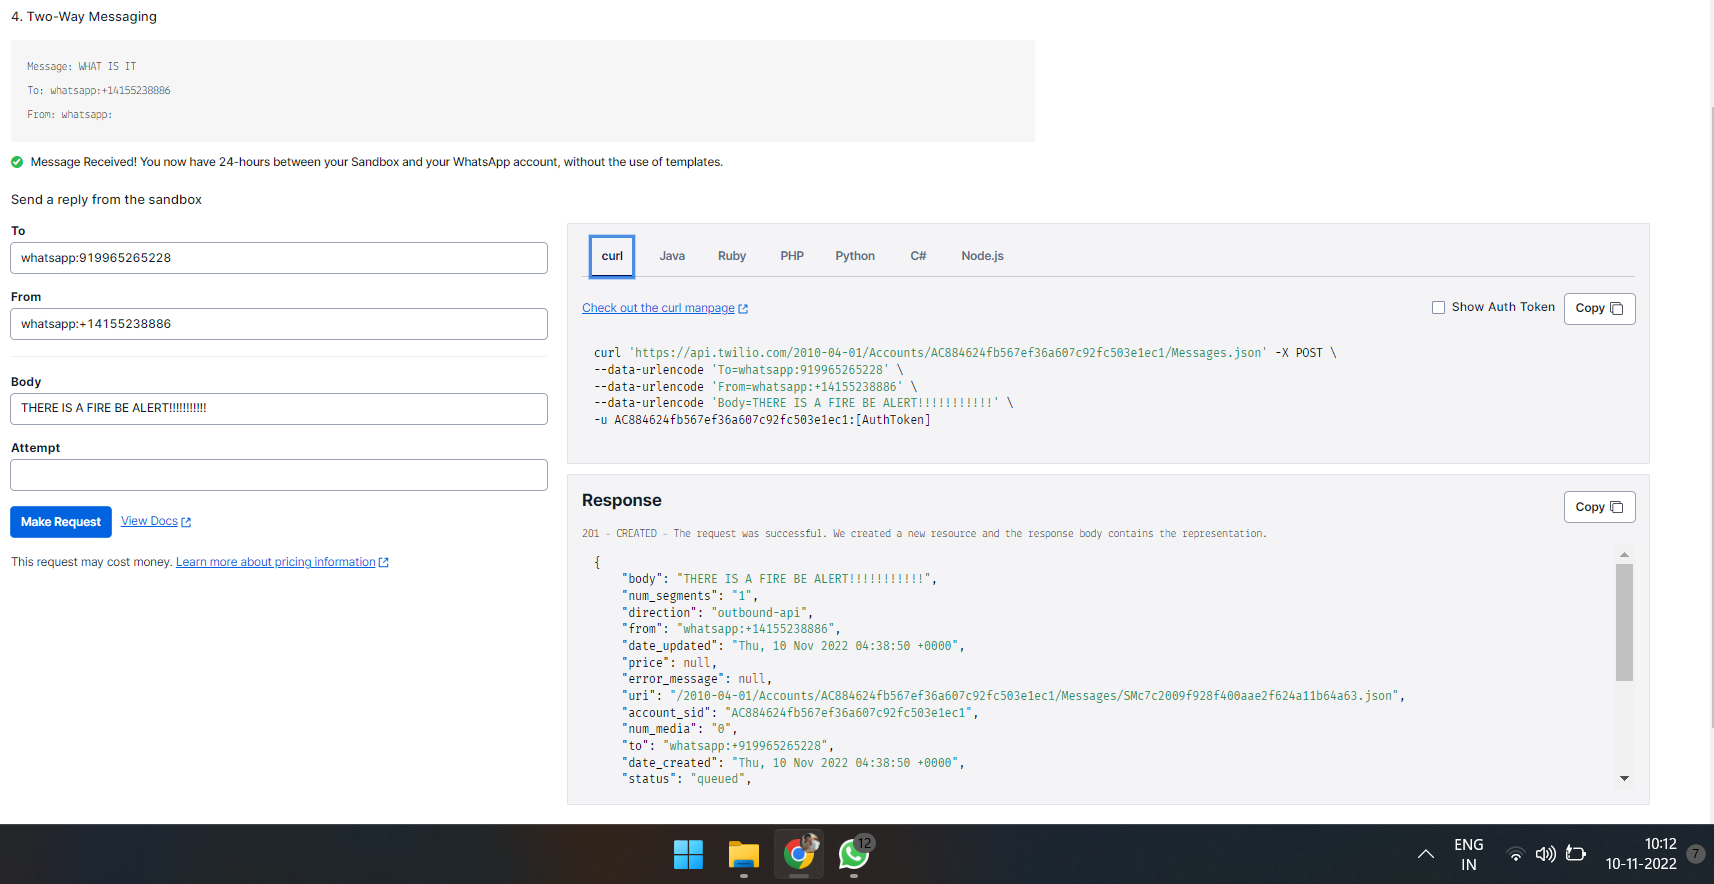 4. Two-Way Messaging
Message: WHAT IS IT
To: whatsapp:+14155238886
From: whatsapp:
Message Received! You now have 24-hours between your Sandbox and your WhatsApp account, without the use of templates.
Send a reply from the sandbox
To
whatsapp:919965265228
From
whatsapp:+14155238886
Body
THERE IS A FIRE BE ALERT!!!!!!!!!!!
Attempt
Make Request View Docs
This request may cost money. Learn more about pricing information
curl Java Ruby PHP Python C# Node.js
Check out the curl manpage
Show Auth Token Copy
curl 'https://api.twilio.com/2010-04-01/Accounts/AC884624fb567ef36a607c92fc503e1ec1/Messages.json' -X POST \
--data-urlencode 'To=whatsapp:919965265228' \
--data-urlencode 'From=whatsapp:+14155238886' \
--data-urlencode 'Body=THERE IS A FIRE BE ALERT!!!!!!!!!!!' \
-u AC884624fb567ef36a607c92fc503e1ec1:[AuthToken]
Response
Copy
201 - CREATED - The request was successful. We created a new resource and the response body contains the representation.
{
"body": "THERE IS A FIRE BE ALERT!!!!!!!!!!!",
"num_segments": "1",
"direction": "outbound-api",
"from": "whatsapp:+14155238886",
"date_updated": "Thu, 10 Nov 2022 04:38:50 +0000",
"price": null,
"error_message": null,
"uri": "/2010-04-01/Accounts/AC884624fb567ef36a607c92fc503e1ec1/Messages/SMc7c2009f928f400aae2f624a11b64a63.json",
"account_sid": "AC884624fb567ef36a607c92fc503e1ec1",
"num_media": "0",
"to": "whatsapp:+919965265228",
"date_created": "Thu, 10 Nov 2022 04:38:50 +0000",
"status": "queued",
12
ENG
IN
10:12
10-11-2022
7